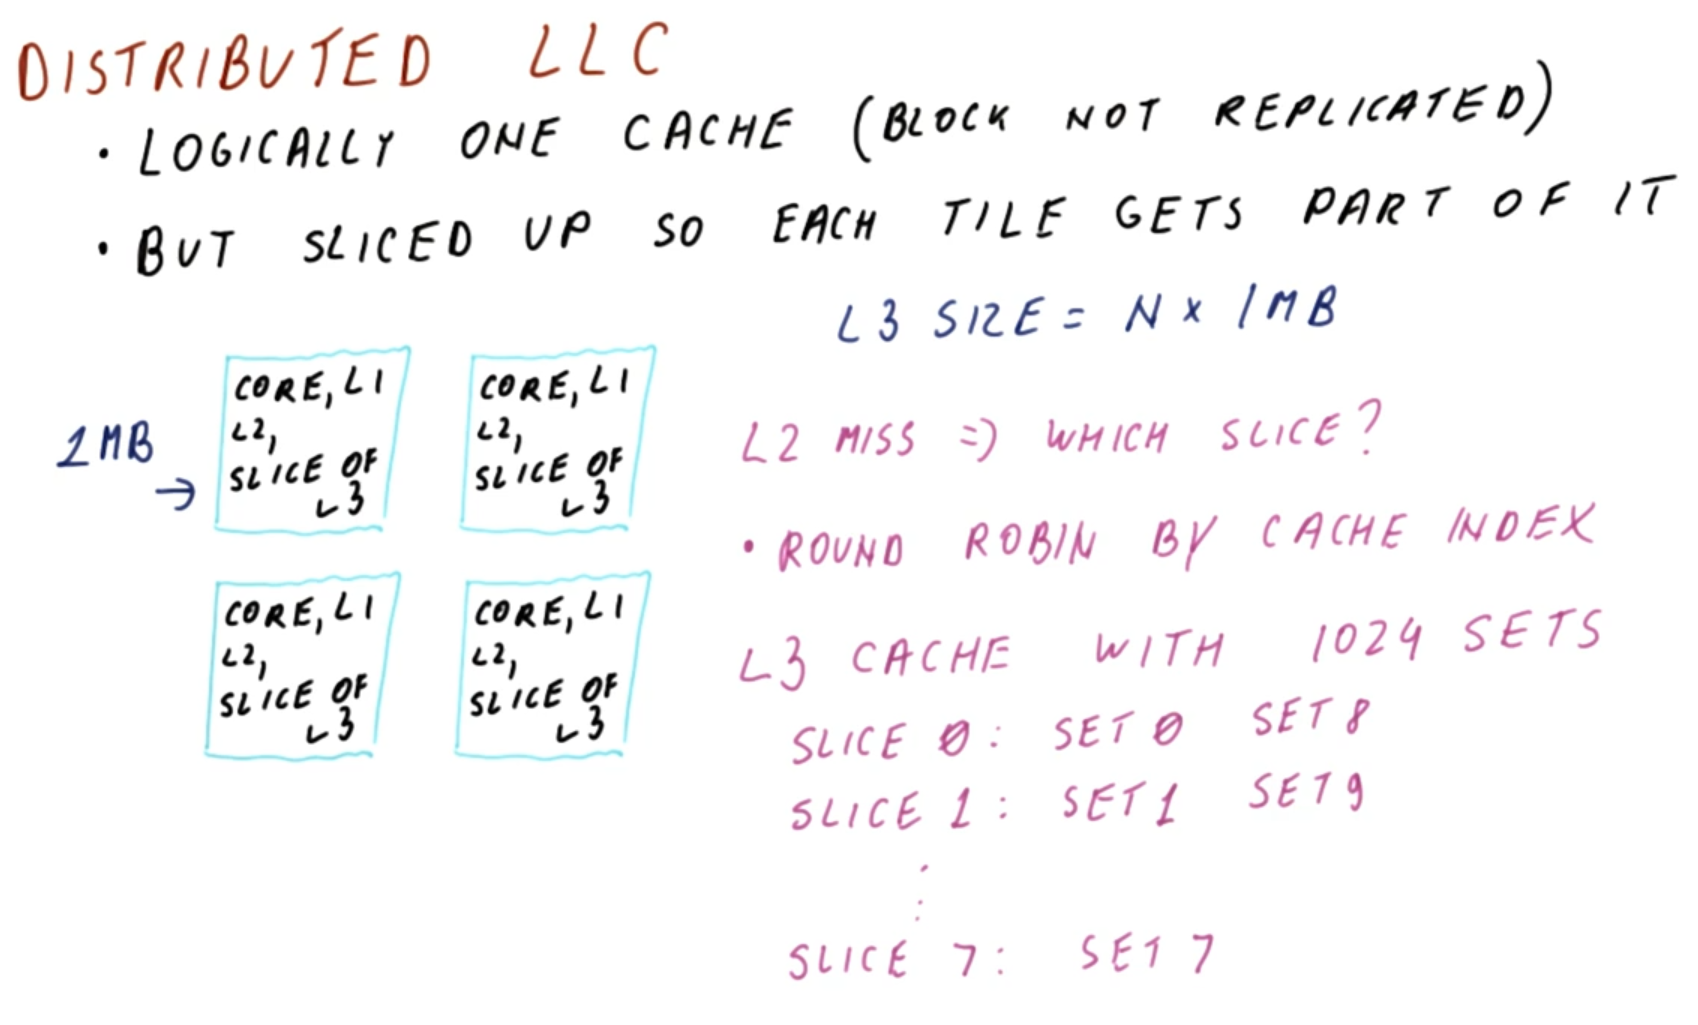 DISTRIBUTED LLC
• LOGICALLY ONE CACHE (BLOCK NOT REPLICATED)
• BUT SLICED UP SO EACH TILE GETS PART OF IT
L3 SIZE = N x 1MB
1MB →
CORE, L1
L2,
SLICE OF
L3
CORE, L1
L2,
SLICE OF
L3
CORE, L1
L2,
SLICE OF
L3
CORE, L1
L2,
SLICE OF
L3
L2 MISS => WHICH SLICE?
• ROUND ROBIN BY CACHE INDEX
L3 CACHE WITH 1024 SETS
SLICE 0: SET 0 SET 8
SLICE 1: SET 1 SET 9
⋮
SLICE 7: SET 7